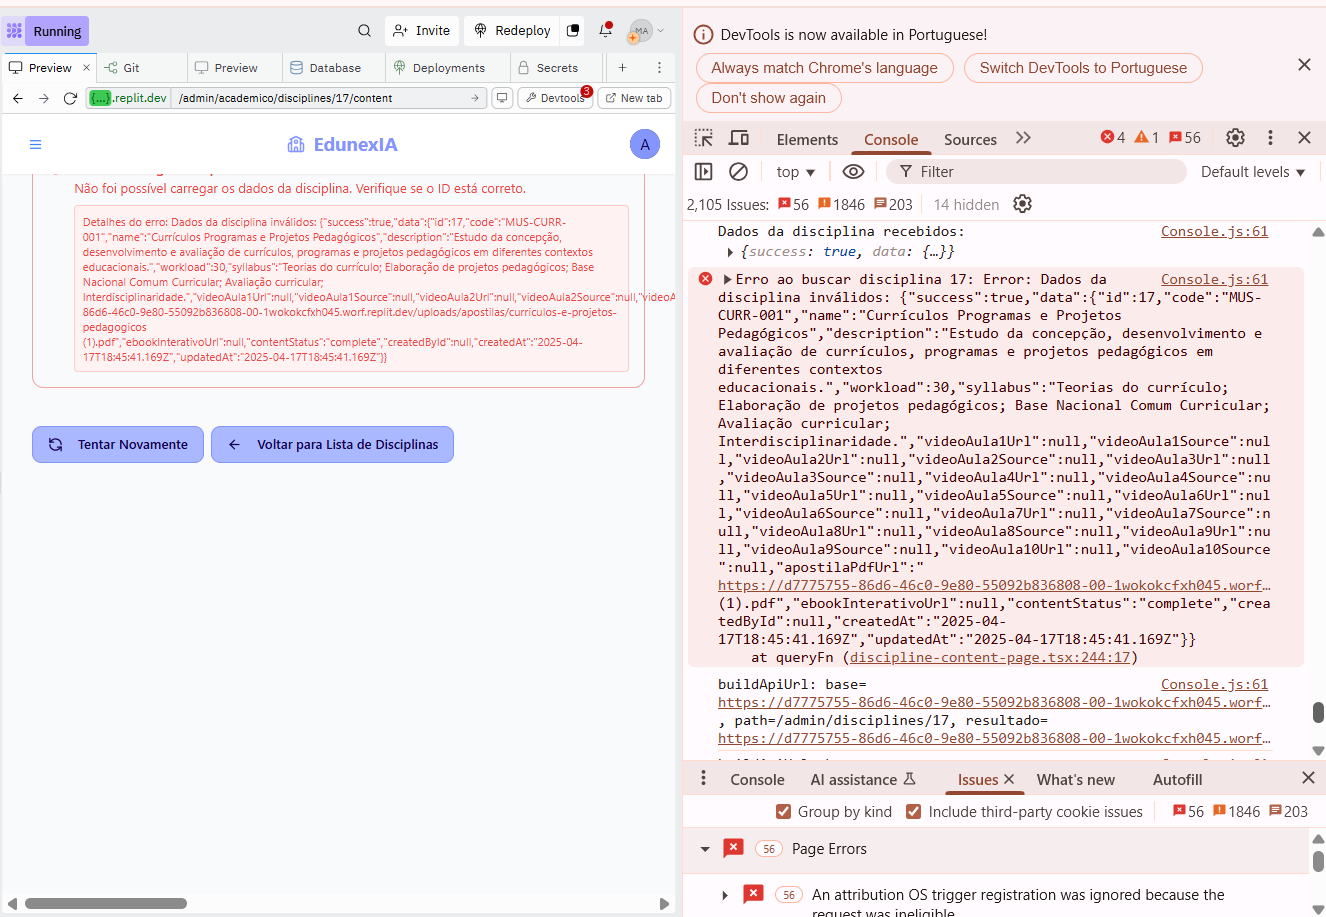 Running
Invite
Redeploy
MA
Preview
Git
Preview
Database
Deployments
Secrets
{...}.replit.dev
/admin/academico/disciplines/17/content
Devtools
3
New tab
EdunexIA
A
Não foi possível carregar os dados da disciplina. Verifique se o ID está correto.
Detalhes do erro: Dados da disciplina inválidos: {"success":true,"data":{"id":17,"code":"MUS-CURR-
001","name":"Currículos Programas e Projetos Pedagógicos","description":"Estudo da concepção,
desenvolvimento e avaliação de currículos, programas e projetos pedagógicos em diferentes contextos
educacionais.","workload":30,"syllabus":"Teorias do currículo; Elaboração de projetos pedagógicos; Base
Nacional Comum Curricular; Avaliação curricular;
Interdisciplinaridade.","videoAula1Url":null,"videoAula1Source":null,"videoAula2Url":null,"videoAula2Source":null,"videoA
86d6-46c0-9e80-55092b836808-00-1wokokcfxh045.worf.replit.dev/uploads/apostilas/curriculos-e-projetos-
pedagogicos
(1).pdf","ebookInterativoUrl":null,"contentStatus":"complete","createdById":null,"createdAt":"2025-04-
17T18:45:41.169Z","updatedAt":"2025-04-17T18:45:41.169Z"}}
Tentar Novamente
Voltar para Lista de Disciplinas
DevTools is now available in Portuguese!
Always match Chrome's language
Switch DevTools to Portuguese
Don't show again
Elements
Console
Sources
4
1
56
top
Filter
Default levels
2,105 Issues:
56
1846
203
14 hidden
Dados da disciplina recebidos:
Console.js:61
{success: true, data: {…}}
Erro ao buscar disciplina 17: Error: Dados da
Console.js:61
disciplina inválidos: {"success":true,"data":{"id":17,"code":"MUS-
CURR-001","name":"Currículos Programas e Projetos
Pedagógicos","description":"Estudo da concepção, desenvolvimento e
avaliação de currículos, programas e projetos pedagógicos em
diferentes contextos
educacionais.","workload":30,"syllabus":"Teorias do currículo;
Elaboração de projetos pedagógicos; Base Nacional Comum Curricular;
Avaliação curricular;
Interdisciplinaridade.","videoAula1Url":null,"videoAula1Source":nul
l,"videoAula2Url":null,"videoAula2Source":null,"videoAula3Url":null
,"videoAula3Source":null,"videoAula4Url":null,"videoAula4Source":nu
ll,"videoAula5Url":null,"videoAula5Source":null,"videoAula6Url":nul
l,"videoAula6Source":null,"videoAula7Url":null,"videoAula7Source":n
ull,"videoAula8Url":null,"videoAula8Source":null,"videoAula9Url":nu
ll,"videoAula9Source":null,"videoAula10Url":null,"videoAula10Source
":null,"apostilaPdfUrl":"
https://d7775755-86d6-46c0-9e80-55092b836808-00-1wokokcfxh045.worf…
(1).pdf","ebookInterativoUrl":null,"contentStatus":"complete","crea
tedById":null,"createdAt":"2025-04-
17T18:45:41.169Z","updatedAt":"2025-04-17T18:45:41.169Z"}}
at queryFn (discipline-content-page.tsx:244:17)
buildApiUrl: base=
Console.js:61
https://d7775755-86d6-46c0-9e80-55092b836808-00-1wokokcfxh045.worf…
, path=/admin/disciplines/17, resultado=
https://d7775755-86d6-46c0-9e80-55092b836808-00-1wokokcfxh045.worf…
Console
AI assistance
Issues
What's new
Autofill
Group by kind
Include third-party cookie issues
56
1846
203
56
Page Errors
56
An attribution OS trigger registration was ignored because the
request was ineligible